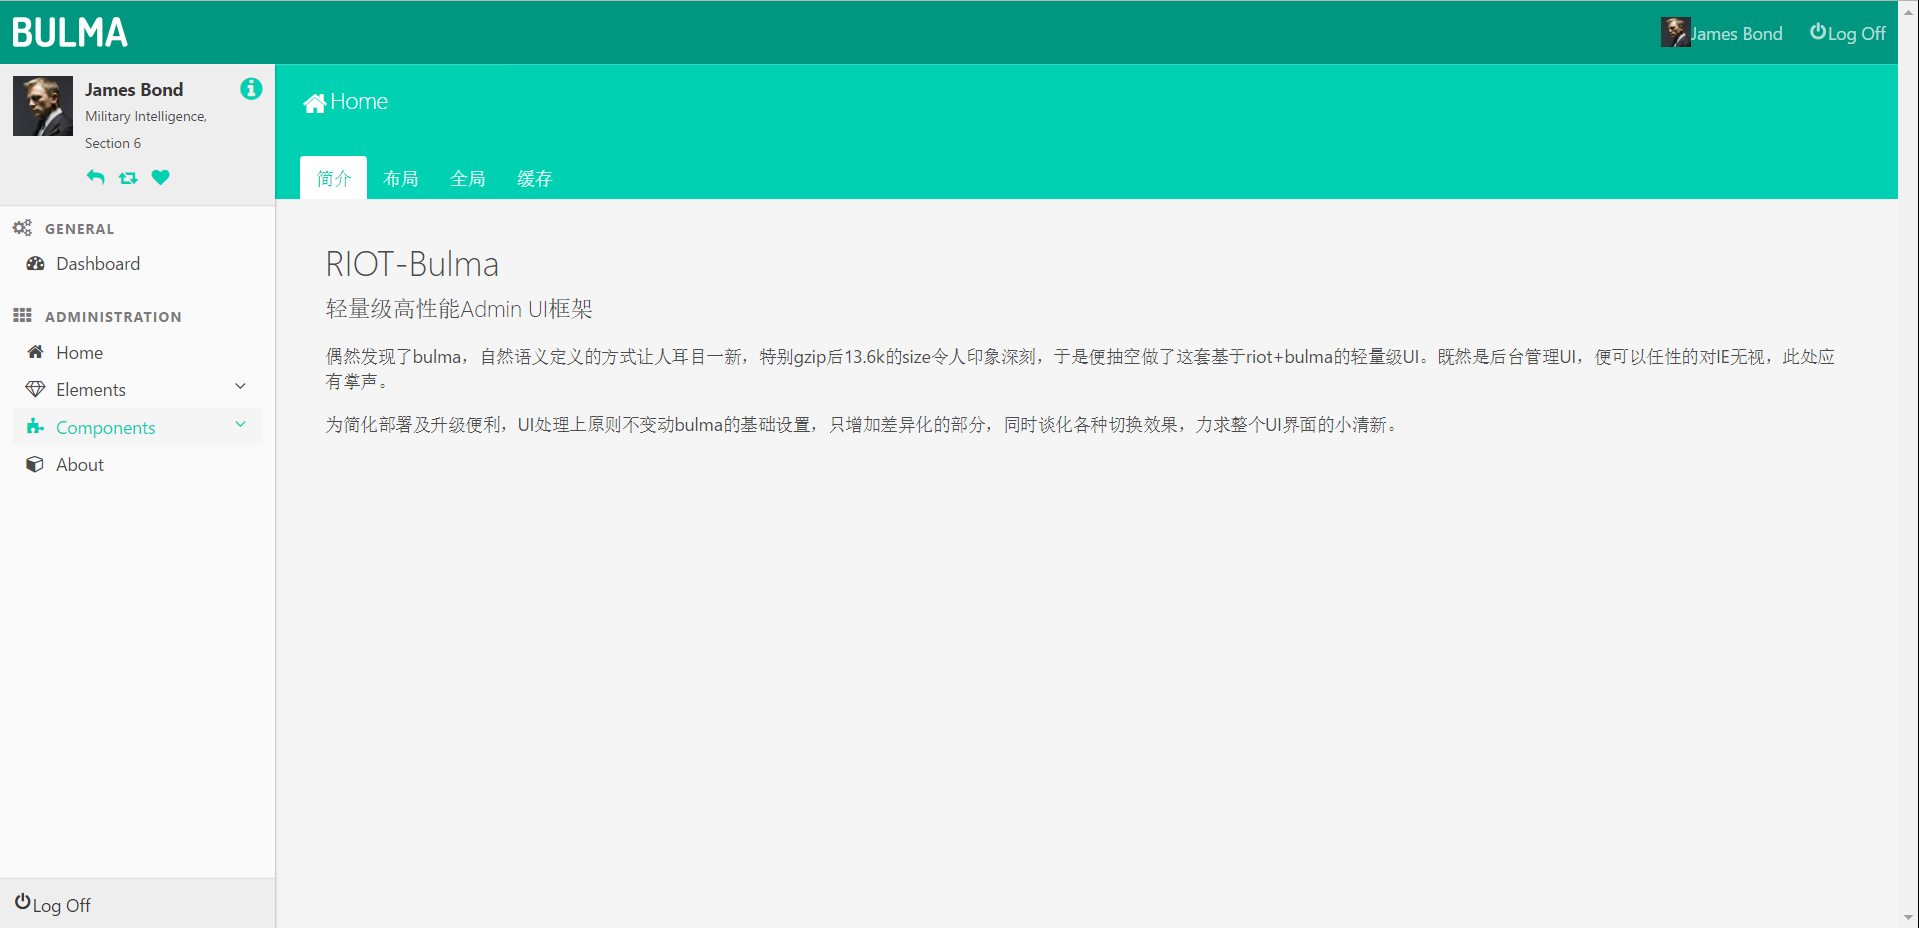 BULMA
James Bond
Log Off
James Bond
Military Intelligence,
Section 6
GENERAL
Dashboard
ADMINISTRATION
Home
Elements
Components
About
Log Off
Home
简介
布局
全局
缓存
RIOT-Bulma
轻量级高性能Admin UI框架
偶然发现了bulma，自然语义定义的方式让人耳目一新，特别gzip后13.6k的size令人印象深刻，于是便抽空做了这套基于riot+bulma的轻量级UI。既然是后台管理UI，便可以任性的对IE无视，此处应
有掌声。
为简化部署及升级便利，UI处理上原则不变动bulma的基础设置，只增加差异化的部分，同时谈化各种切换效果，力求整个UI界面的小清新。